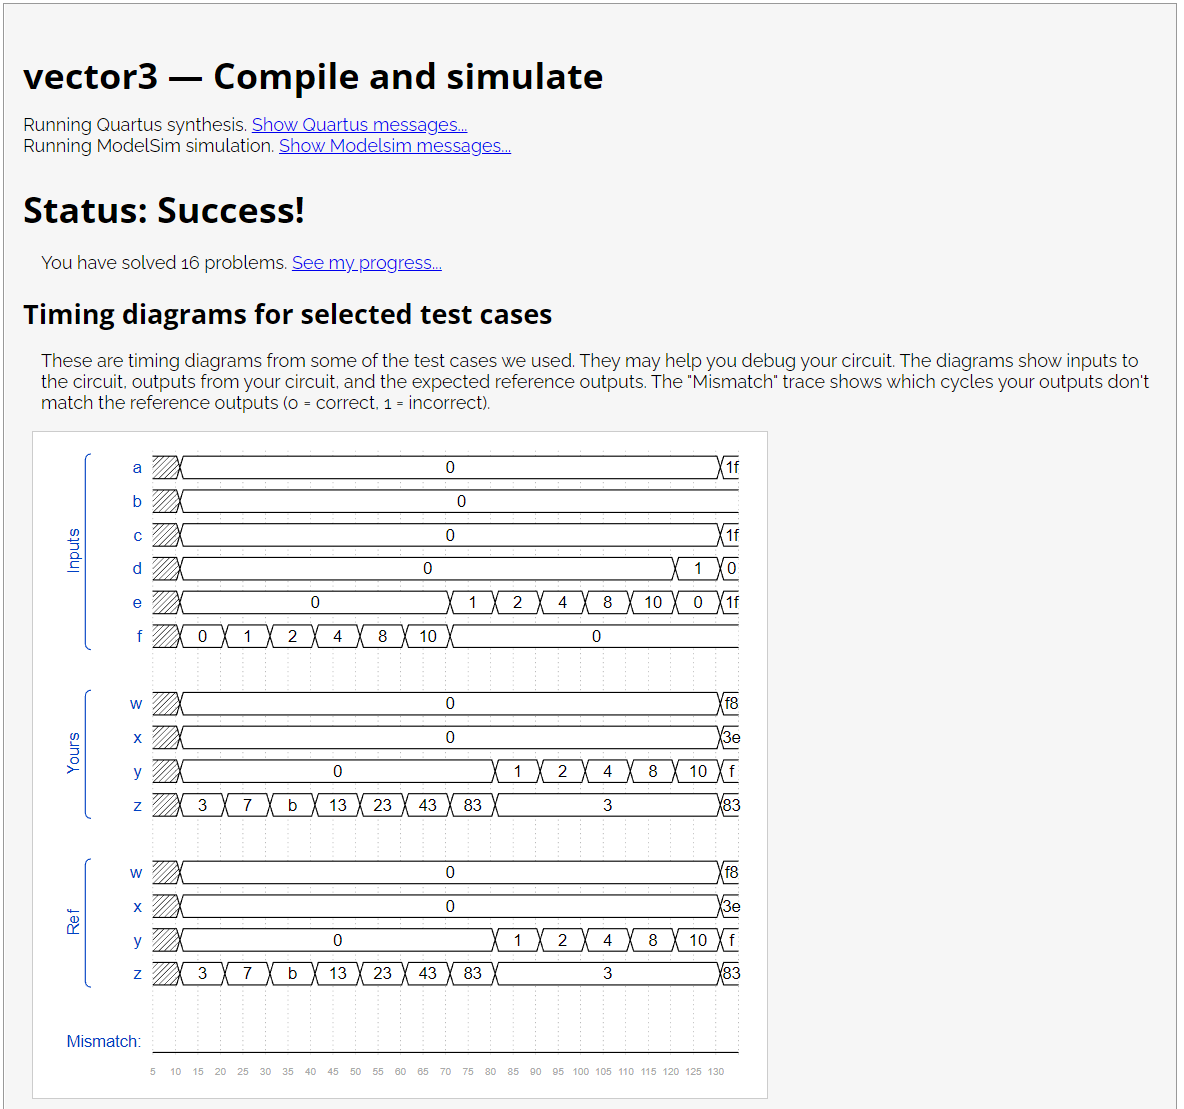 vector3 — Compile and simulate
Running Quartus synthesis. Show Quartus messages...
Running ModelSim simulation. Show Modelsim messages...
Status: Success!
You have solved 16 problems. See my progress...
Timing diagrams for selected test cases
These are timing diagrams from some of the test cases we used. They may help you debug your circuit. The diagrams show inputs to
the circuit, outputs from your circuit, and the expected reference outputs. The "Mismatch" trace shows which cycles your outputs don't
match the reference outputs (0 = correct, 1 = incorrect).
Inputs
a 0 1f
b 0
c 0 1f
d 0 1 0
e 0 1 2 4 8 10 0 1f
f 0 1 2 4 8 10 0
Yours
w 0 f8
x 0 3e
y 0 1 2 4 8 10 f
z 3 7 b 13 23 43 83 3 83
Ref
w 0 f8
x 0 3e
y 0 1 2 4 8 10 f
z 3 7 b 13 23 43 83 3 83
Mismatch:
5 10 15 20 25 30 35 40 45 50 55 60 65 70 75 80 85 90 95 100 105 110 115 120 125 130